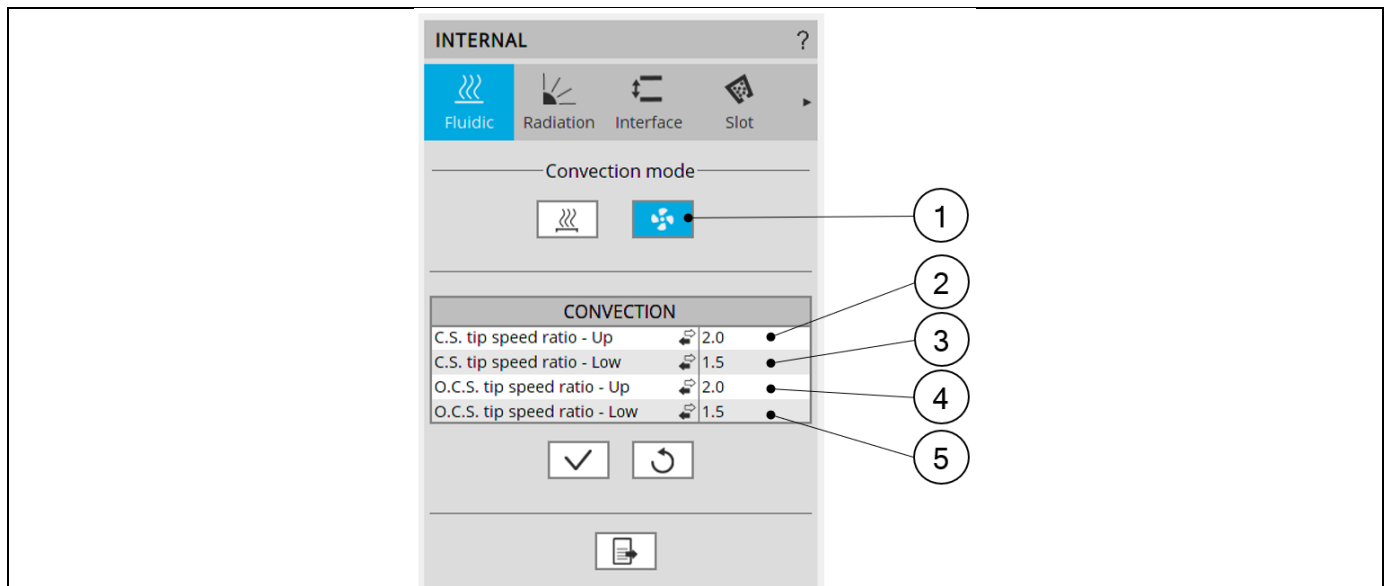 INTERNAL ?
Fluidic Radiation Interface Slot
Convection mode
1
2
CONVECTION
C.S. tip speed ratio - Up 2.0
3
C.S. tip speed ratio - Low 1.5
O.C.S. tip speed ratio - Up 2.0
4
O.C.S. tip speed ratio - Low 1.5
5